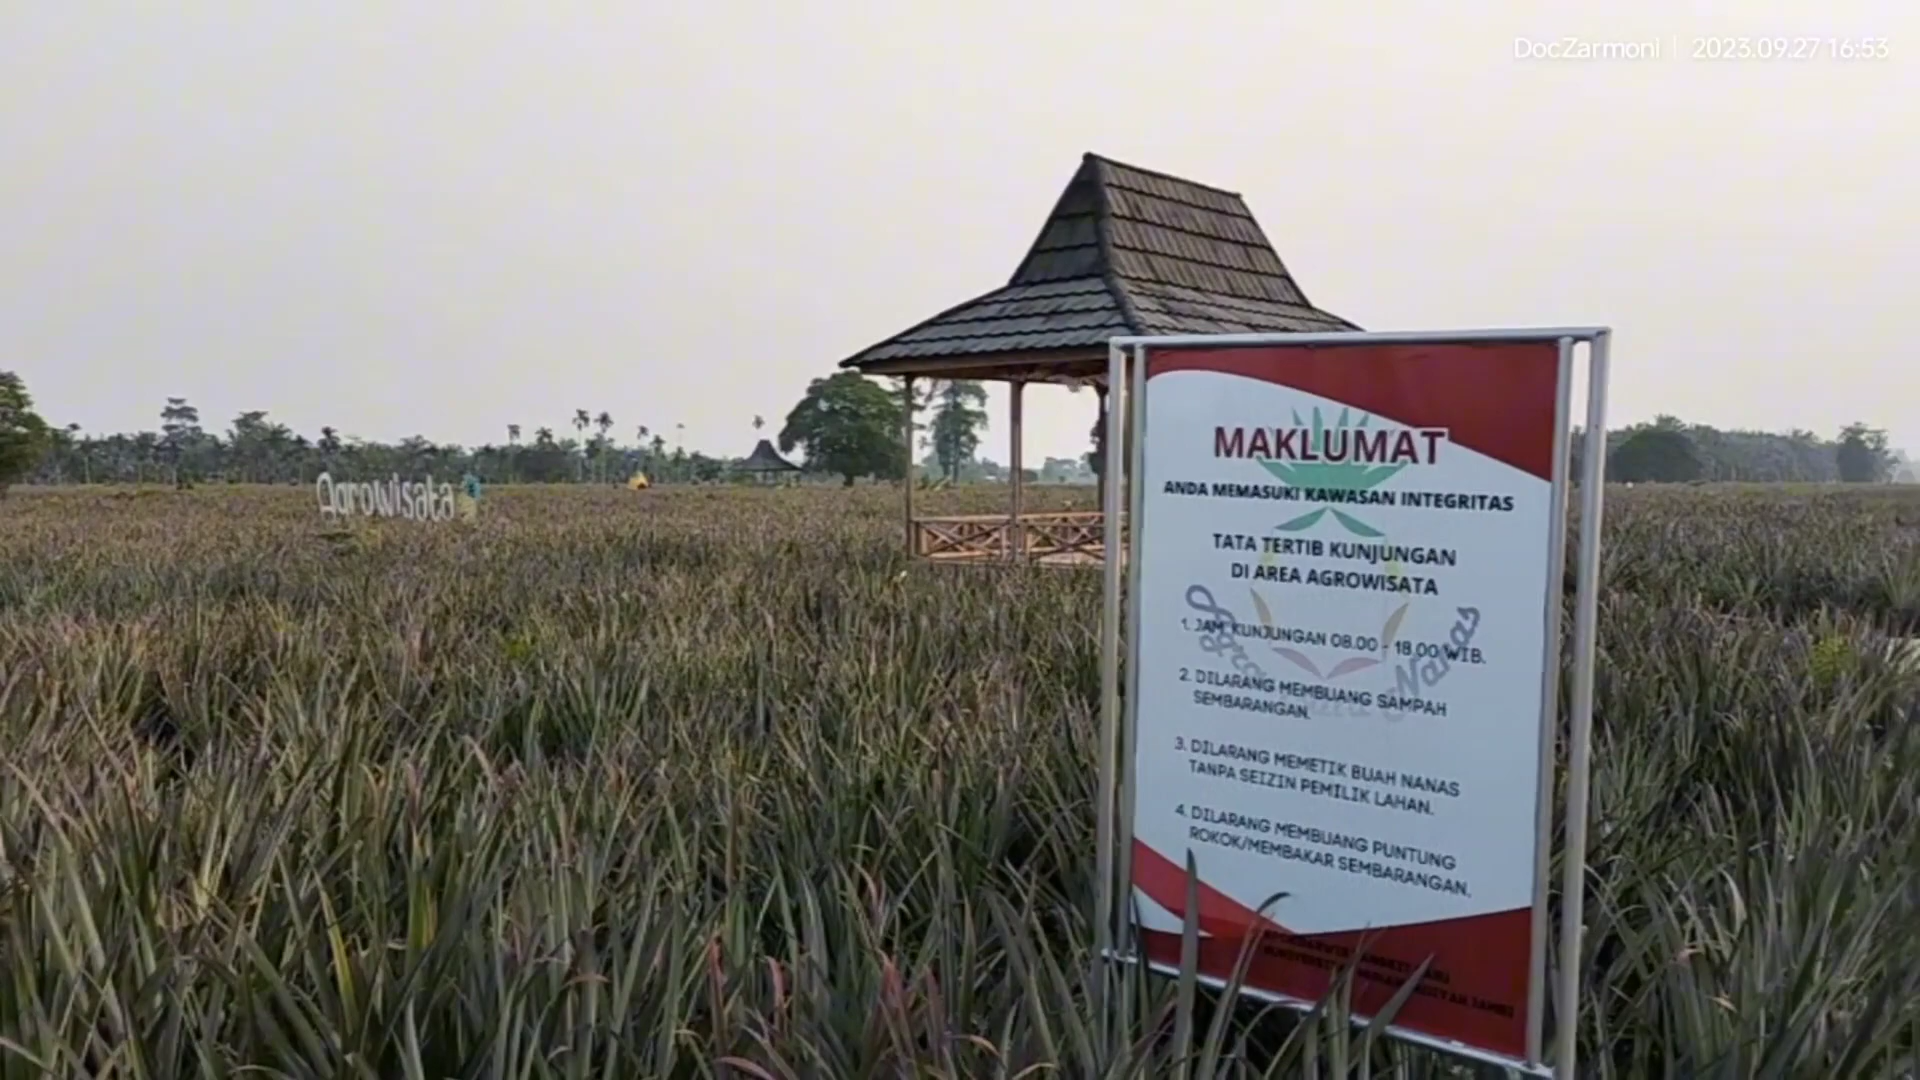 DocZarmoni | 2023.09.27 16:53
Agrowisata
MAKLUMAT
ANDA MEMASUKI KAWASAN INTEGRITAS
TATA TERTIB KUNJUNGAN
DI AREA AGROWISATA
1. JAM KUNJUNGAN 08.00 - 18.00 WIB.
2. DILARANG MEMBUANG SAMPAH
SEMBARANGAN.
3. DILARANG MEMETIK BUAH NANAS
TANPA SEIZIN PEMILIK LAHAN.
4. DILARANG MEMBUANG PUNTUNG
ROKOK/MEMBAKAR SEMBARANGAN.
Nanas